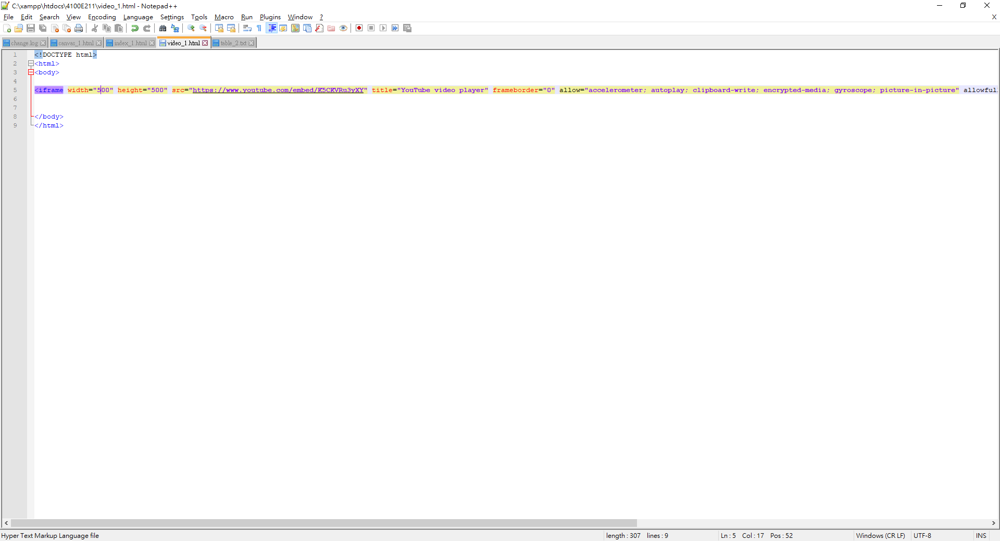 C:\xampp\htdocs\4100E211\video_1.html - Notepad++
File Edit Search View Encoding Language Settings Tools Macro Run Plugins Window ? X
change.log canvas_1.html index_1.html video_1.html table_2.txt
1 <!DOCTYPE html>
2 <html>
3 <body>
4
5 <iframe width="500" height="500" src="https://www.youtube.com/embed/K5CKVRu3yXY" title="YouTube video player" frameborder="0" allow="accelerometer; autoplay; clipboard-write; encrypted-media; gyroscope; picture-in-picture" allowful
6
7
8 </body>
9 </html>
Hyper Text Markup Language file length : 307 lines : 9 Ln : 5 Col : 17 Pos : 52 Windows (CR LF) UTF-8 INS